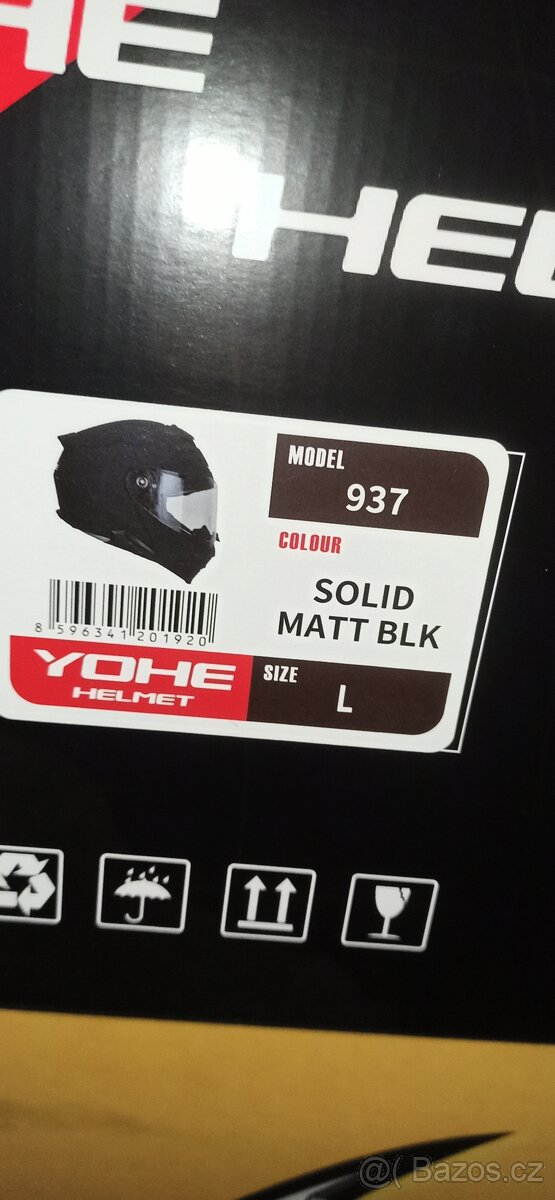 HE
HEL
MODEL
937
COLOUR
SOLID
MATT BLK
8 596341 201920
YOHE
HELMET
SIZE
L
@( Bazos.cz